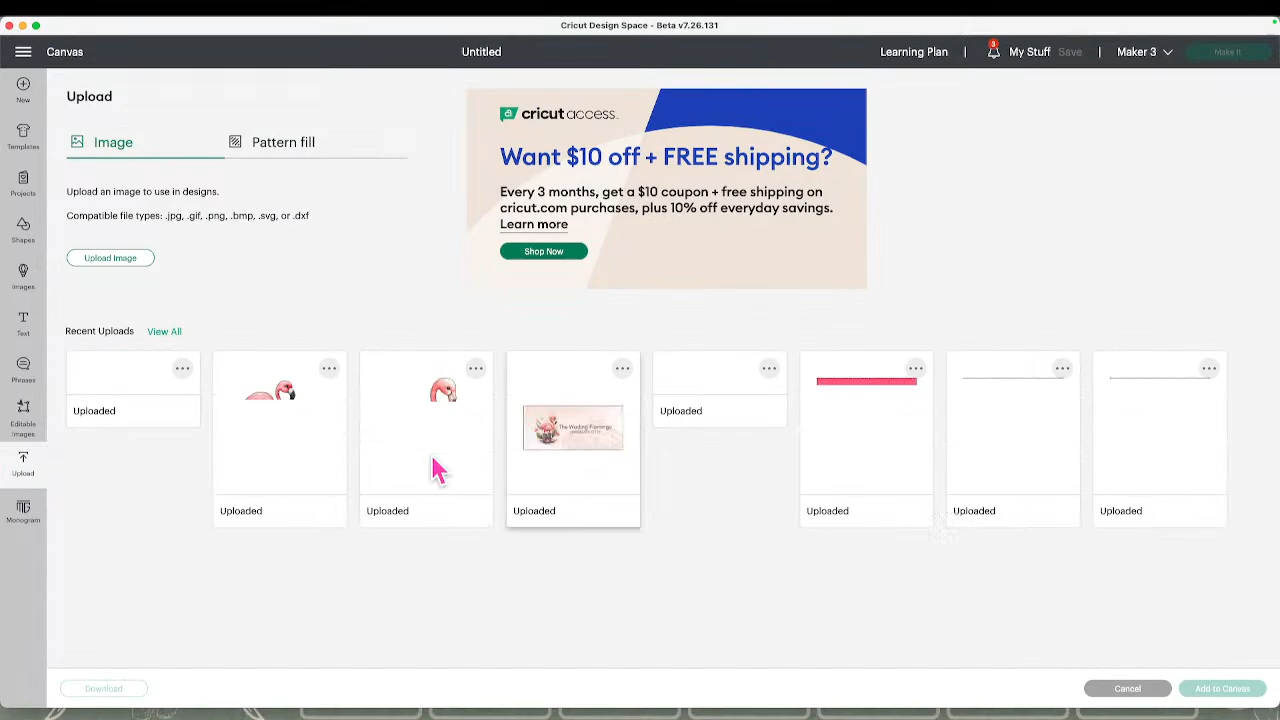 Cricut Design Space - Beta v7.26.131
Canvas
Untitled
Learning Plan
3
My Stuff
Save
Maker 3
Make It
New
Templates
Projects
Shapes
Images
Text
Phrases
Editable
Images
Upload
Monogram
Upload
Image
Pattern fill
Upload an image to use in designs.
Compatible file types: .jpg, .gif, .png, .bmp, .svg, or .dxf
Upload Image
cricut access
Want $10 off + FREE shipping?
Every 3 months, get a $10 coupon + free shipping on
cricut.com purchases, plus 10% off everyday savings.
Learn more
Shop Now
Recent Uploads
View All
Uploaded
Uploaded
Uploaded
The Wading Flamingo
Uploaded
Uploaded
Uploaded
Uploaded
Uploaded
Download
Cancel
Add to Canvas